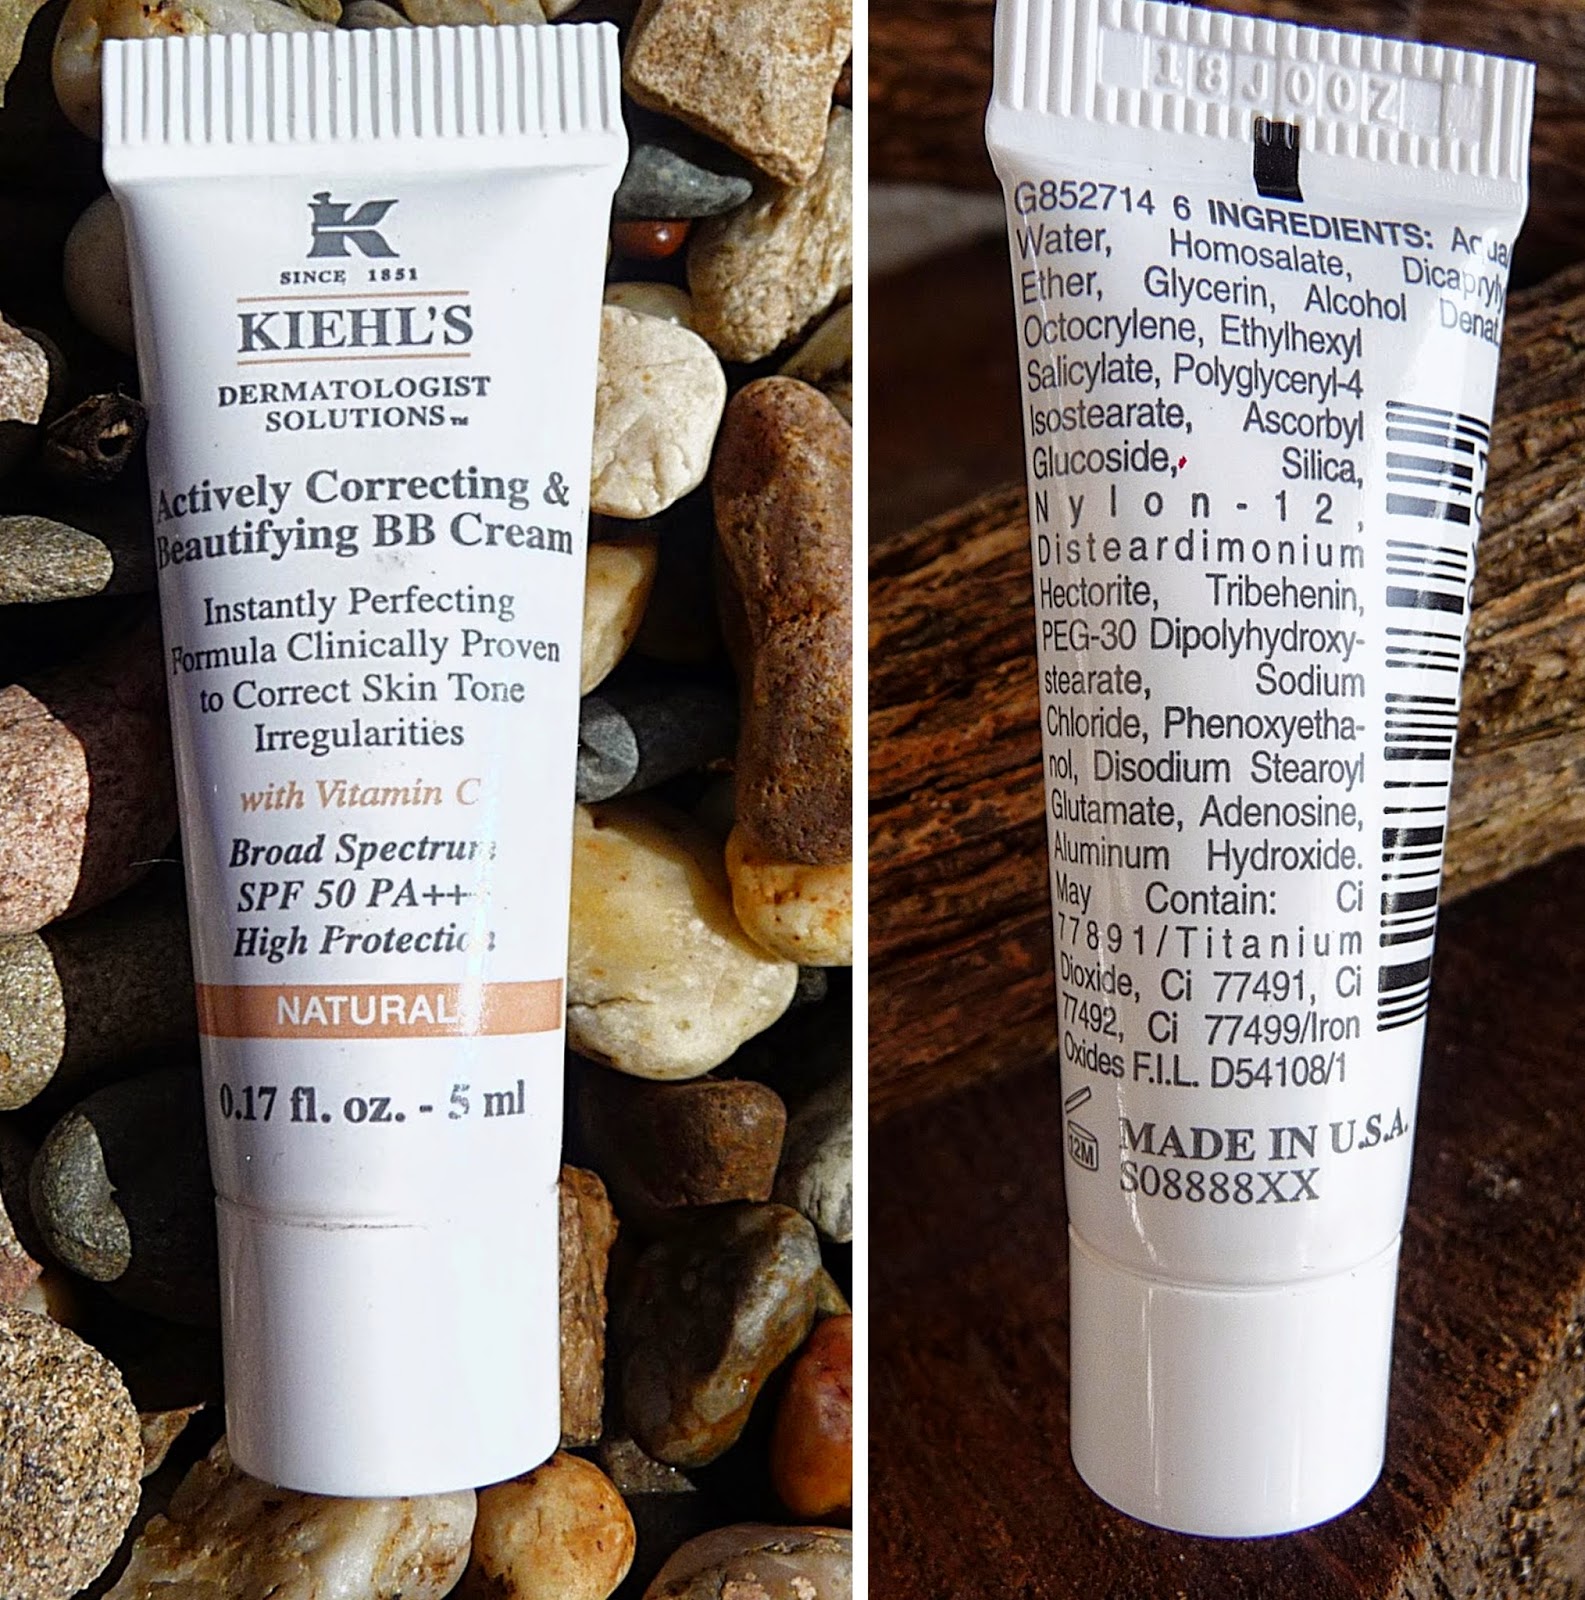 K
SINCE 1851
KIEHL'S
DERMATOLOGIST
SOLUTIONS™
Actively Correcting &
Beautifying BB Cream
Instantly Perfecting
Formula Clinically Proven
to Correct Skin Tone
Irregularities
with Vitamin C
Broad Spectrum
SPF 50 PA+++
High Protection
NATURAL
0.17 fl. oz. - 5 ml
18J00Z
G852714 6 INGREDIENTS: Aqua/
Water, Homosalate, Dicaprylyl
Ether, Glycerin, Alcohol Denat.
Octocrylene, Ethylhexyl
Salicylate, Polyglyceryl-4
Isostearate, Ascorbyl
Glucoside, Silica,
Nylon-12,
Disteardimonium
Hectorite, Tribehenin,
PEG-30 Dipolyhydroxy-
stearate, Sodium
Chloride, Phenoxyetha-
nol, Disodium Stearoyl
Glutamate, Adenosine,
Aluminum Hydroxide.
May Contain: Ci
77891/Titanium
Dioxide, Ci 77491, Ci
77492, Ci 77499/Iron
Oxides F.I.L. D54108/1
12M
MADE IN U.S.A.
S08888XX